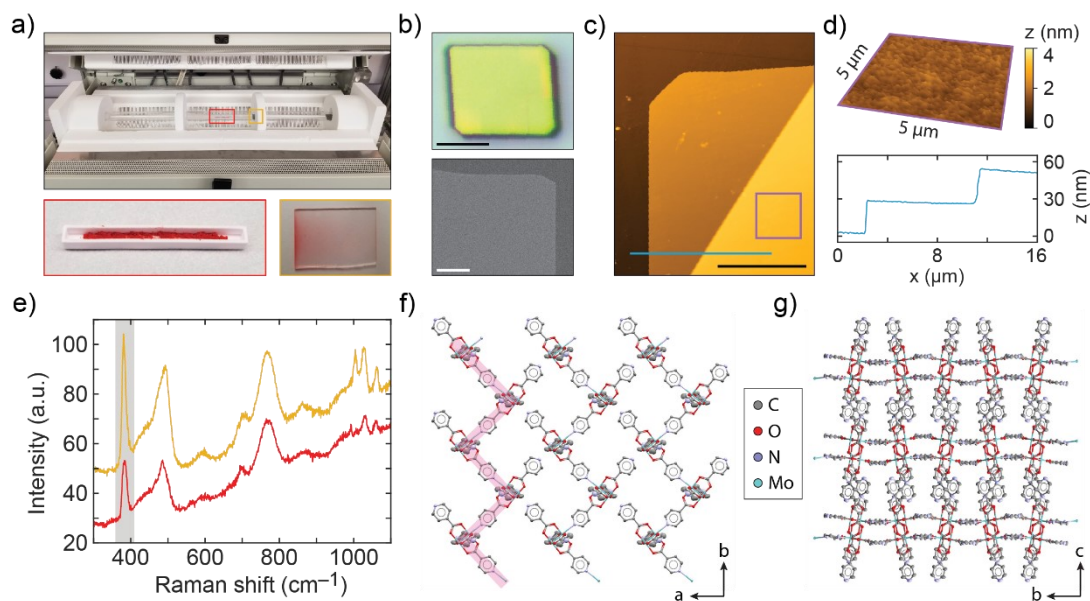 a)
b)
c)
d)
z (nm)
4
2
0
5 µm
5 µm
60
30
0
z (nm)
0
8
16
x (µm)
e)
100
80
60
40
20
Intensity (a.u.)
400
600
800
1000
Raman shift (cm⁻¹)
f)
b
a
C
O
N
Mo
g)
c
b